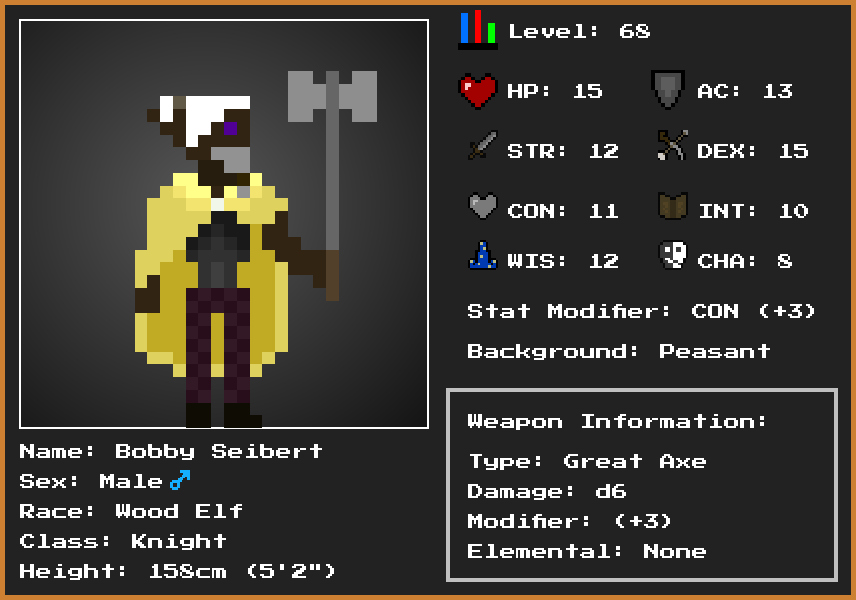 Level: 68
HP: 15 AC: 13
STR: 12 DEX: 15
CON: 11 INT: 10
WIS: 12 CHA: 8
Stat Modifier: CON (+3)
Background: Peasant
Name: Bobby Seibert
Sex: Male♂
Race: Wood Elf
Class: Knight
Height: 158cm (5'2")
Weapon Information:
Type: Great Axe
Damage: d6
Modifier: (+3)
Elemental: None